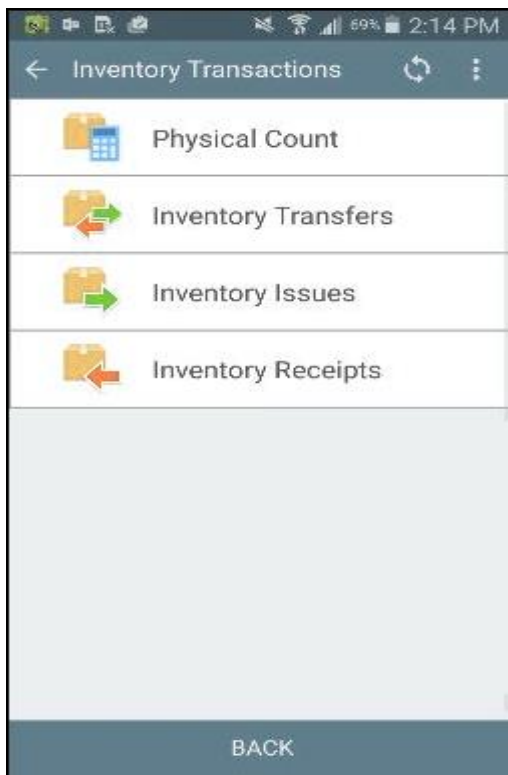 69% 2:14 PM
Inventory Transactions
Physical Count
Inventory Transfers
Inventory Issues
Inventory Receipts
BACK